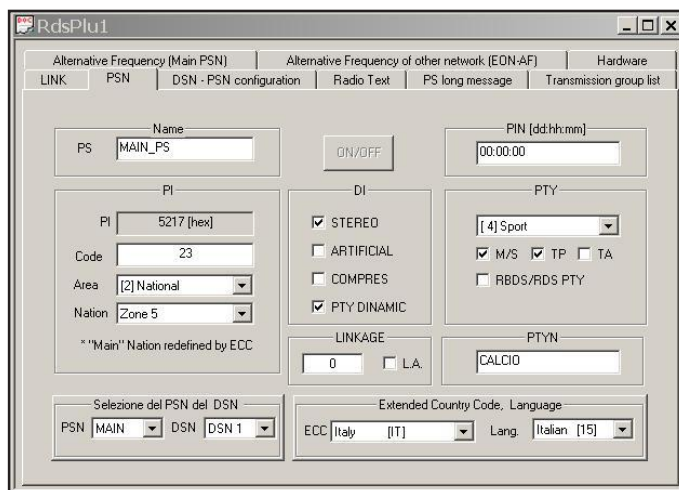 RdsPlu1
Alternative Frequency (Main PSN) Alternative Frequency of other network (EON-AF) Hardware
LINK PSN DSN - PSN configuration Radio Text PS long message Transmission group list
Name
PS MAIN_PS
ON/OFF
PIN [dd:hh:mm]
00:00:00
PI
PI 5217 [hex]
Code 23
Area [2] National
Nation Zone 5
* "Main" Nation redefined by ECC
DI
STEREO
ARTIFICIAL
COMPRES
PTY DINAMIC
PTY
[ 4] Sport
M/S TP TA
RBDS/RDS PTY
LINKAGE
0 L.A.
PTYN
CALCIO
Selezione del PSN del DSN
PSN MAIN DSN DSN 1
Extended Country Code, Language
ECC Italy [IT] Lang. Italian [15]